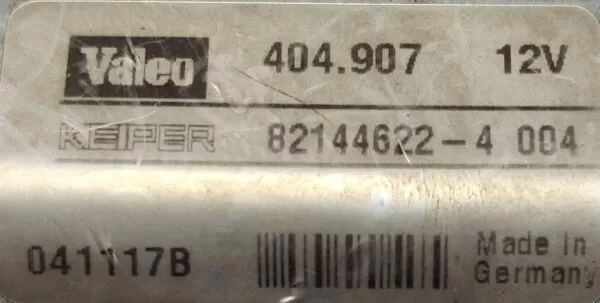 Valeo 404.907 12V
KEIPER 82144622-4 004
041117B Made In
Germany